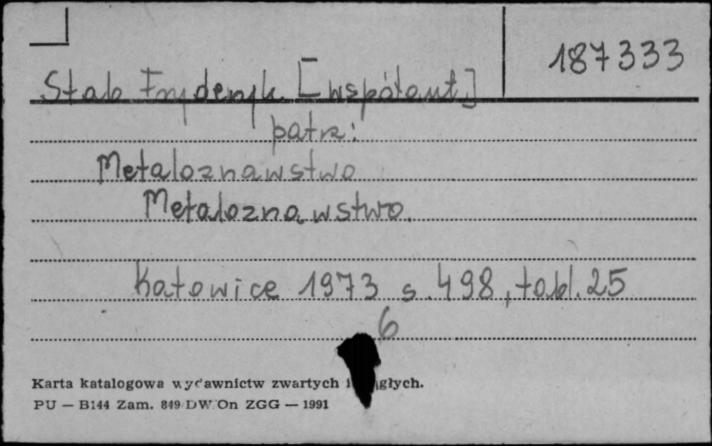 187333
Stab Fryderyk. [współaut]
patrz:
Metaloznawstwo
Metaloznawstwo.
Katowice 1973 s. 498, tabl. 25
6
Karta katalogowa wydawnictw zwartych i
PU — B144 Zam. 849/DW/On ZGG — 1991